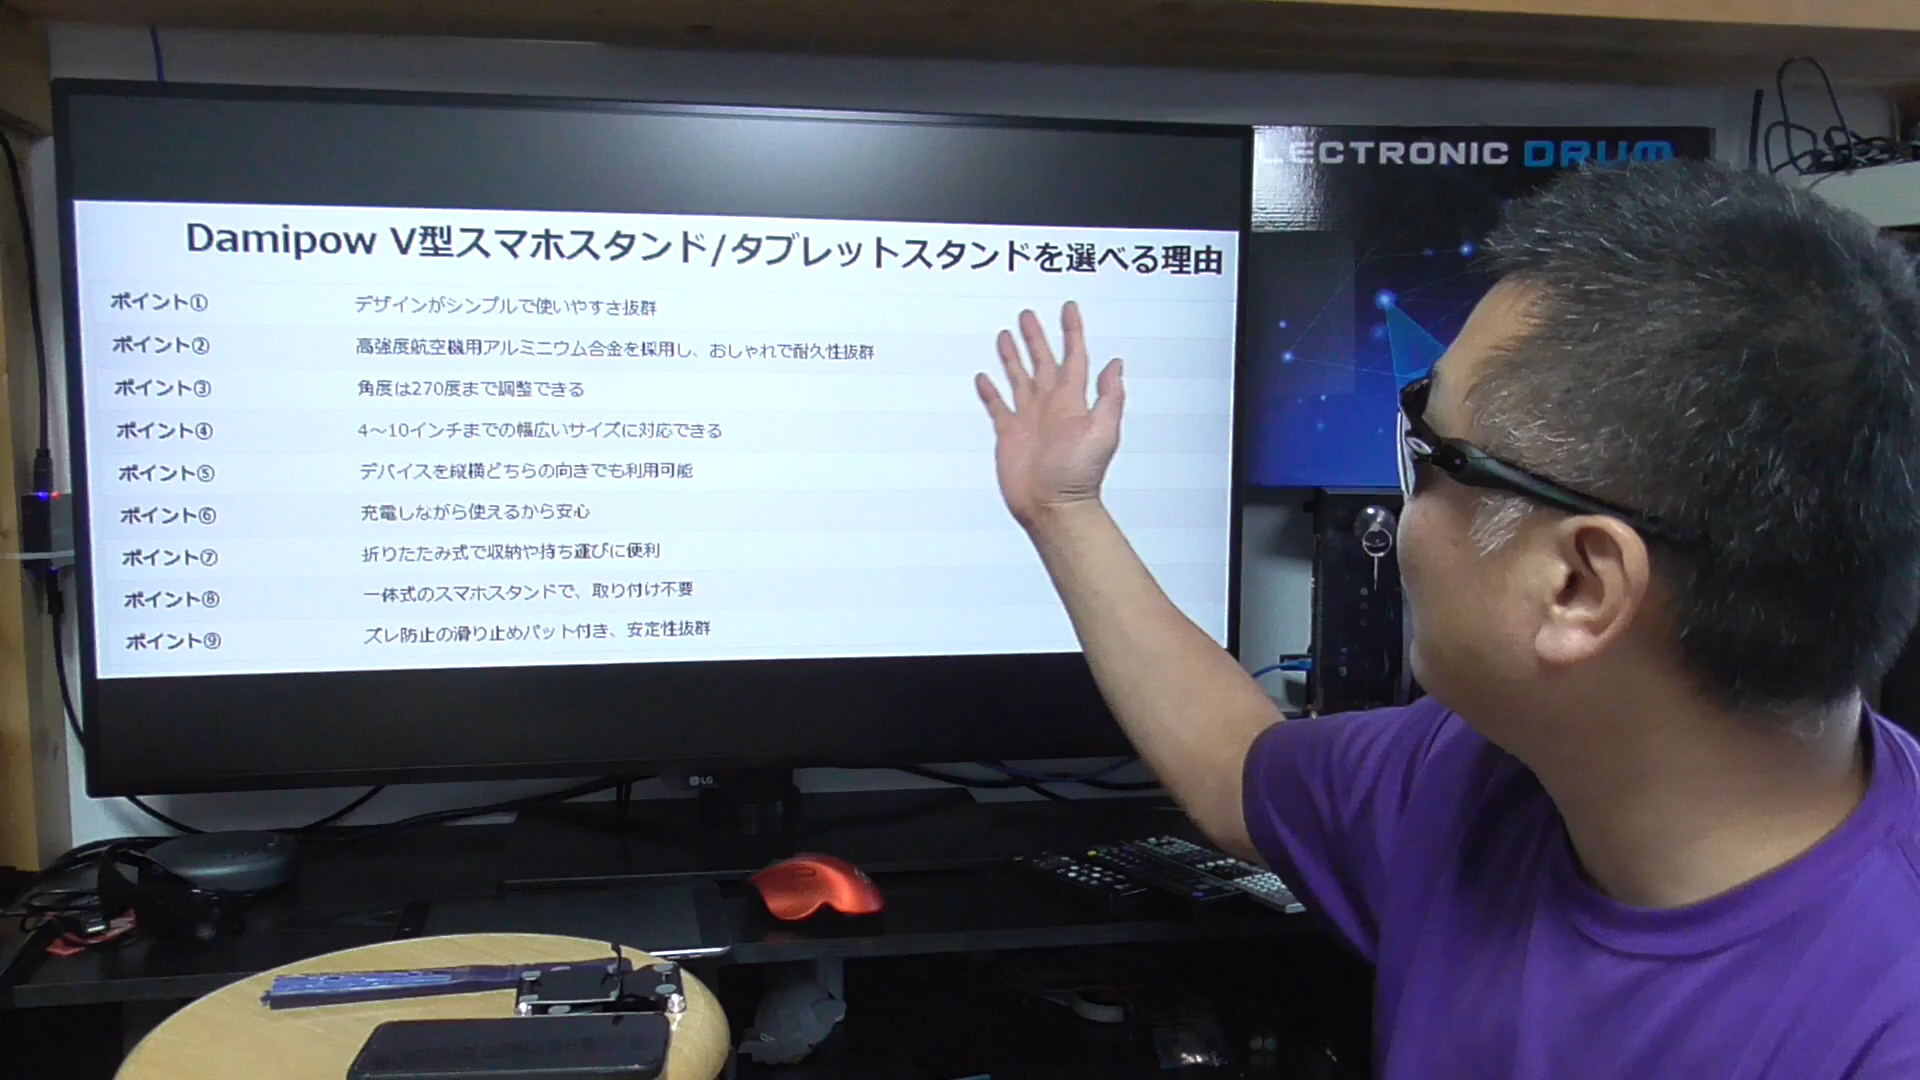 ELECTRONIC DRUM
Damipow V型スマホスタンド/タブレットスタンドを選べる理由
ポイント① デザインがシンプルで使いやすさ抜群
ポイント② 高強度航空機用アルミニウム合金を採用し、おしゃれで耐久性抜群
ポイント③ 角度は270度まで調整できる
ポイント④ 4～10インチまでの幅広いサイズに対応できる
ポイント⑤ デバイスを縦横どちらの向きでも利用可能
ポイント⑥ 充電しながら使えるから安心
ポイント⑦ 折りたたみ式で収納や持ち運びに便利
ポイント⑧ 一体式のスマホスタンドで、取り付け不要
ポイント⑨ ズレ防止の滑り止めパット付き、安定性抜群
LG